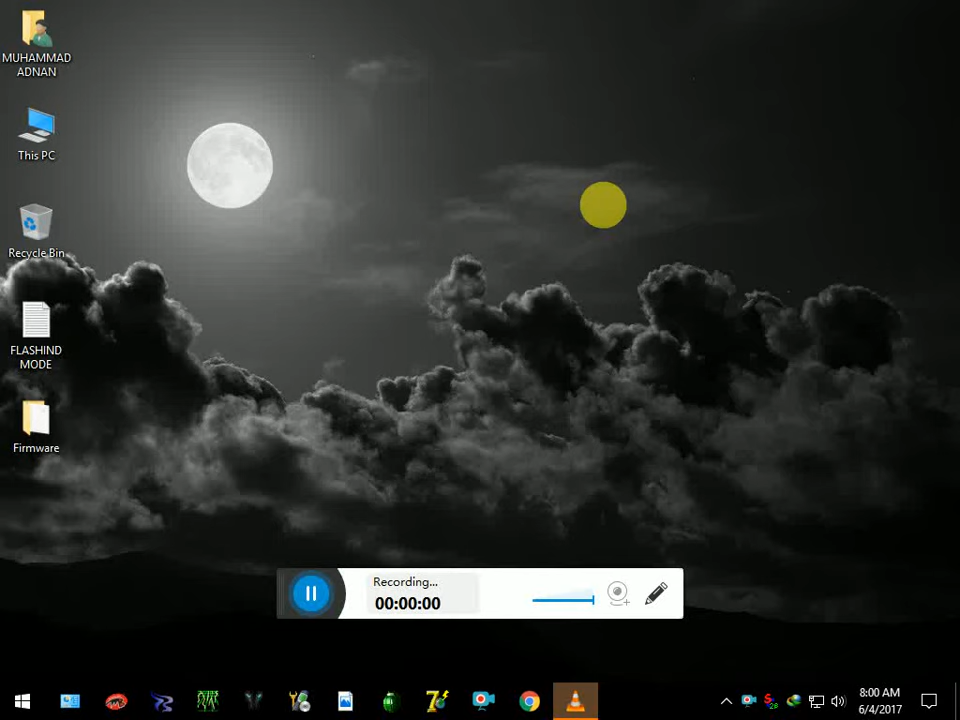 MUHAMMAD
ADNAN
This PC
Recycle Bin
FLASHIND
MODE
Firmware
Recording...
00:00:00
8:00 AM
6/4/2017